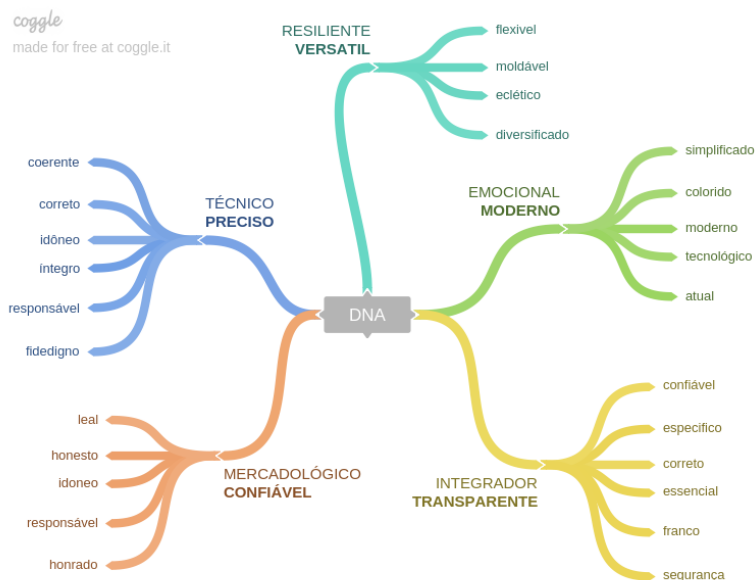 coggle
made for free at coggle.it
RESILIENTE
VERSATIL
flexivel
moldável
eclético
diversificado
TÉCNICO
PRECISO
coerente
correto
idôneo
íntegro
responsável
fidedigno
EMOCIONAL
MODERNO
simplificado
colorido
moderno
tecnológico
atual
DNA
MERCADOLÓGICO
CONFIÁVEL
leal
honesto
idoneo
responsável
honrado
INTEGRADOR
TRANSPARENTE
confiável
especifico
correto
essencial
franco
segurança